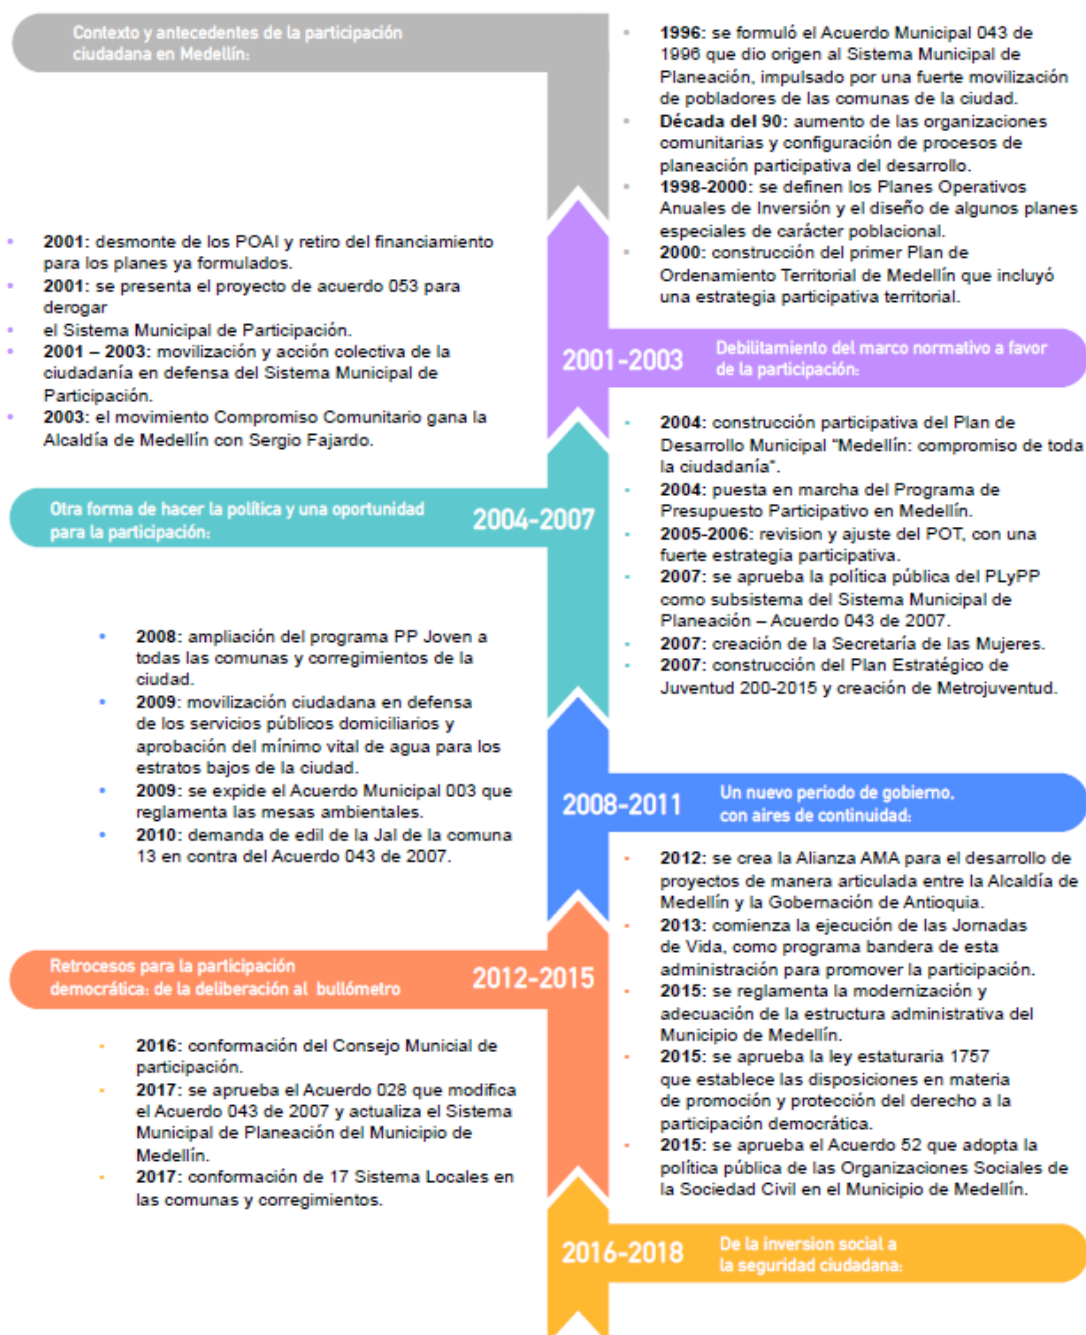 Contexto y antecedentes de la participación
ciudadana en Medellín:
1996: se formuló el Acuerdo Municipal 043 de
1996 que dio origen al Sistema Municipal de
Planeación, impulsado por una fuerte movilización
de pobladores de las comunas de la ciudad.
Década del 90: aumento de las organizaciones
comunitarias y configuración de procesos de
planeación participativa del desarrollo.
1998-2000: se definen los Planes Operativos
Anuales de Inversión y el diseño de algunos planes
especiales de carácter poblacional.
2000: construcción del primer Plan de
Ordenamiento Territorial de Medellín que incluyó
una estrategia participativa territorial.
2001-2003
Debilitamiento del marco normativo a favor
de la participación:
2001: desmonte de los POAI y retiro del financiamiento
para los planes ya formulados.
2001: se presenta el proyecto de acuerdo 053 para
derogar
el Sistema Municipal de Participación.
2001 – 2003: movilización y acción colectiva de la
ciudadanía en defensa del Sistema Municipal de
Participación.
2003: el movimiento Compromiso Comunitario gana la
Alcaldía de Medellín con Sergio Fajardo.
Otra forma de hacer la política y una oportunidad
para la participación:
2004-2007
2004: construcción participativa del Plan de
Desarrollo Municipal "Medellín: compromiso de toda
la ciudadanía".
2004: puesta en marcha del Programa de
Presupuesto Participativo en Medellín.
2005-2006: revision y ajuste del POT, con una
fuerte estrategia participativa.
2007: se aprueba la política pública del PLyPP
como subsistema del Sistema Municipal de
Planeación – Acuerdo 043 de 2007.
2007: creación de la Secretaría de las Mujeres.
2007: construcción del Plan Estratégico de
Juventud 200-2015 y creación de Metrojuventud.
2008-2011
Un nuevo periodo de gobierno,
con aires de continuidad:
2008: ampliación del programa PP Joven a
todas las comunas y corregimientos de la
ciudad.
2009: movilización ciudadana en defensa
de los servicios públicos domiciliarios y
aprobación del mínimo vital de agua para los
estratos bajos de la ciudad.
2009: se expide el Acuerdo Municipal 003 que
reglamenta las mesas ambientales.
2010: demanda de edil de la Jal de la comuna
13 en contra del Acuerdo 043 de 2007.
Retrocesos para la participación
democrática: de la deliberación al bullómetro
2012-2015
2012: se crea la Alianza AMA para el desarrollo de
proyectos de manera articulada entre la Alcaldía de
Medellín y la Gobernación de Antioquia.
2013: comienza la ejecución de las Jornadas
de Vida, como programa bandera de esta
administración para promover la participación.
2015: se reglamenta la modernización y
adecuación de la estructura administrativa del
Municipio de Medellín.
2015: se aprueba la ley estaturaria 1757
que establece las disposiciones en materia
de promoción y protección del derecho a la
participación democrática.
2015: se aprueba el Acuerdo 52 que adopta la
política pública de las Organizaciones Sociales de
la Sociedad Civil en el Municipio de Medellín.
2016-2018
De la inversion social a
la seguridad ciudadana:
2016: conformación del Consejo Municial de
participación.
2017: se aprueba el Acuerdo 028 que modifica
el Acuerdo 043 de 2007 y actualiza el Sistema
Municipal de Planeación del Municipio de
Medellín.
2017: conformación de 17 Sistema Locales en
las comunas y corregimientos.